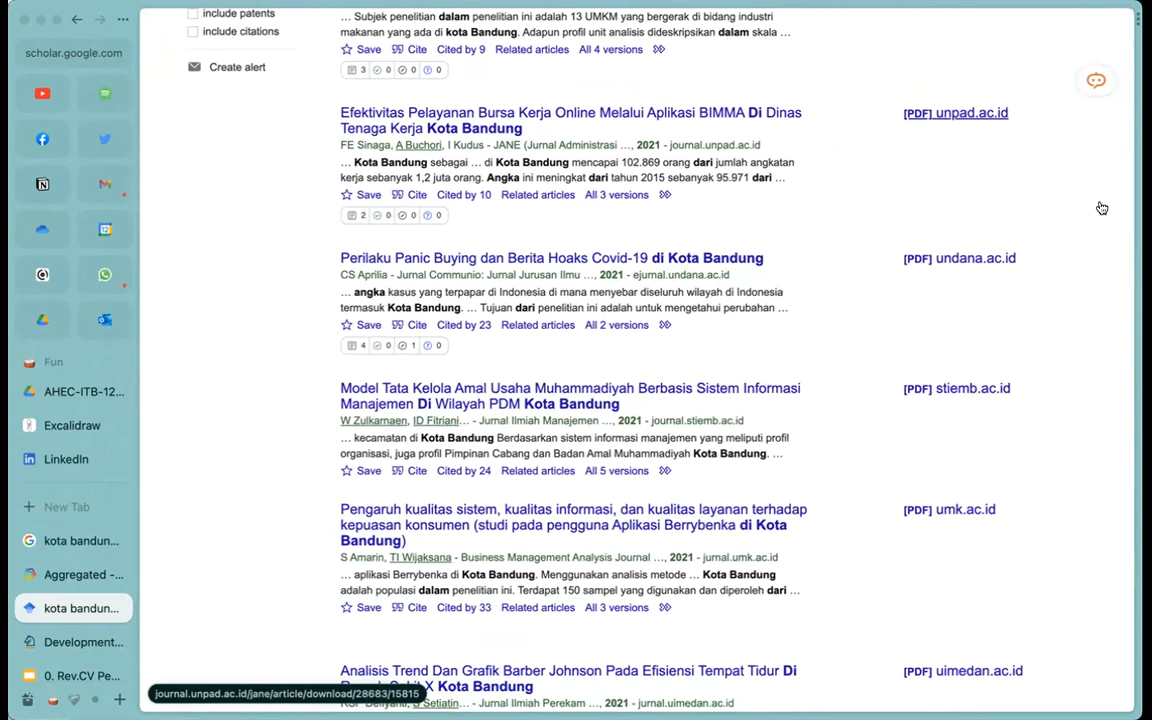 scholar.google.com
Fun
AHEC-ITB-12...
Excalidraw
LinkedIn
New Tab
kota bandun...
Aggregated -...
kota bandun...
Development...
0. Rev.CV Pe...
include patents
include citations
Create alert
... Subjek penelitian dalam penelitian ini adalah 13 UMKM yang bergerak di bidang industri
makanan yang ada di kota Bandung. Adapun profil unit analisis dideskripsikan dalam skala ...
Save Cite Cited by 9 Related articles All 4 versions
3 0 0 0
Efektivitas Pelayanan Bursa Kerja Online Melalui Aplikasi BIMMA Di Dinas
Tenaga Kerja Kota Bandung
[PDF] unpad.ac.id
FE Sinaga, A Buchori, I Kudus - JANE (Jurnal Administrasi ..., 2021 - journal.unpad.ac.id
... Kota Bandung sebagai ... di Kota Bandung mencapai 102.869 orang dari jumlah angkatan
kerja sebanyak 1,2 juta orang. Angka ini meningkat dari tahun 2015 sebanyak 95.971 dari ...
Save Cite Cited by 10 Related articles All 3 versions
2 0 0 0
Perilaku Panic Buying dan Berita Hoaks Covid-19 di Kota Bandung
[PDF] undana.ac.id
CS Aprilia - Jurnal Communio: Jurnal Jurusan Ilmu ..., 2021 - ejurnal.undana.ac.id
... angka kasus yang terpapar di Indonesia di mana menyebar diseluruh wilayah di Indonesia
termasuk Kota Bandung. ... Tujuan dari penelitian ini adalah untuk mengetahui perubahan ...
Save Cite Cited by 23 Related articles All 2 versions
4 0 1 0
Model Tata Kelola Amal Usaha Muhammadiyah Berbasis Sistem Informasi
Manajemen Di Wilayah PDM Kota Bandung
[PDF] stiemb.ac.id
W Zulkarnaen, ID Fitriani... - Jurnal Ilmiah Manajemen ..., 2021 - journal.stiemb.ac.id
... kecamatan di Kota Bandung Berdasarkan sistem informasi manajemen yang meliputi profil
organisasi, juga profil Pimpinan Cabang dan Badan Amal Muhammadiyah Kota Bandung. ...
Save Cite Cited by 24 Related articles All 5 versions
Pengaruh kualitas sistem, kualitas informasi, dan kualitas layanan terhadap
kepuasan konsumen (studi pada pengguna Aplikasi Berrybenka di Kota
Bandung)
[PDF] umk.ac.id
S Amarin, TI Wijaksana - Business Management Analysis Journal ..., 2021 - jurnal.umk.ac.id
... aplikasi Berrybenka di Kota Bandung. Menggunakan analisis metode ... Kota Bandung
adalah populasi dalam penelitian ini. Terdapat 150 sampel yang digunakan dan diperoleh dari ...
Save Cite Cited by 33 Related articles All 3 versions
Analisis Trend Dan Grafik Barber Johnson Pada Efisiensi Tempat Tidur Di
X Kota Bandung
[PDF] uimedan.ac.id
Setiatin... - Jurnal Ilmiah Perekam ..., 2021 - jurnal.uimedan.ac.id
journal.unpad.ac.id/jane/article/download/28683/15815